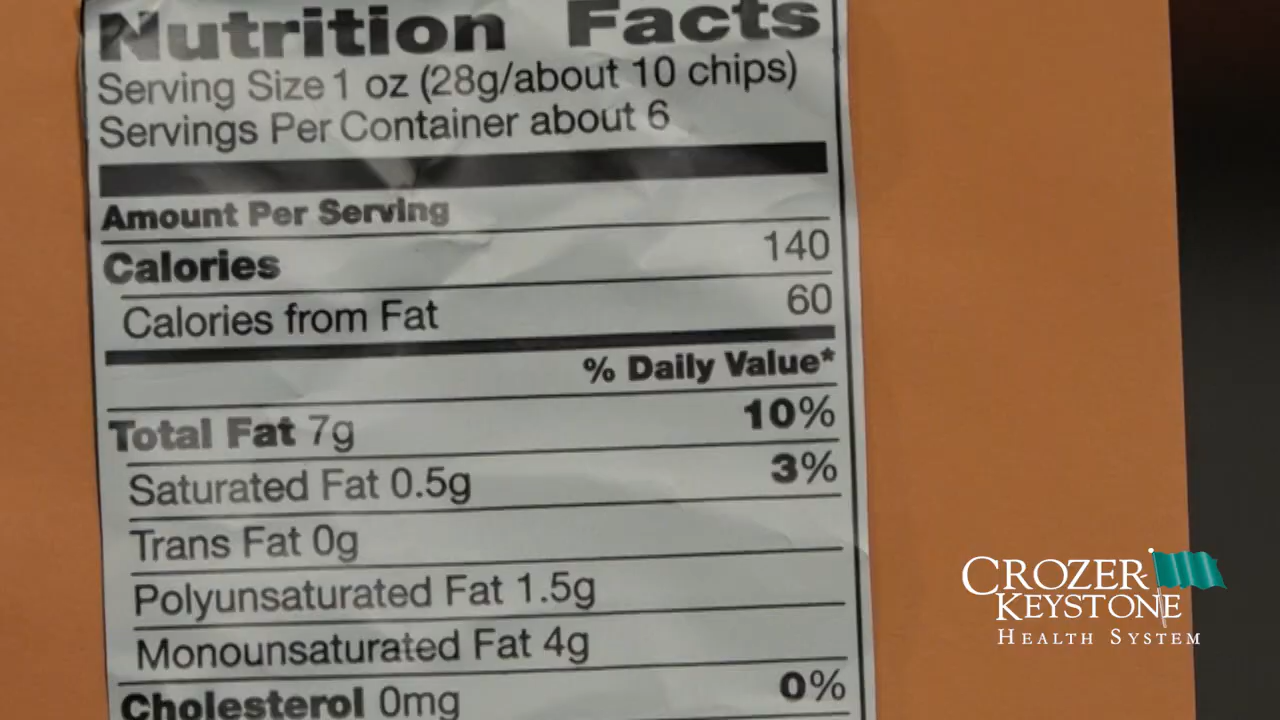 Nutrition Facts
Serving Size 1 oz (28g/about 10 chips)
Servings Per Container about 6
Amount Per Serving
Calories 140
Calories from Fat 60
% Daily Value*
Total Fat 7g 10%
Saturated Fat 0.5g 3%
Trans Fat 0g
Polyunsaturated Fat 1.5g
Monounsaturated Fat 4g
Cholesterol 0mg 0%
CROZER
KEYSTONE
HEALTH SYSTEM